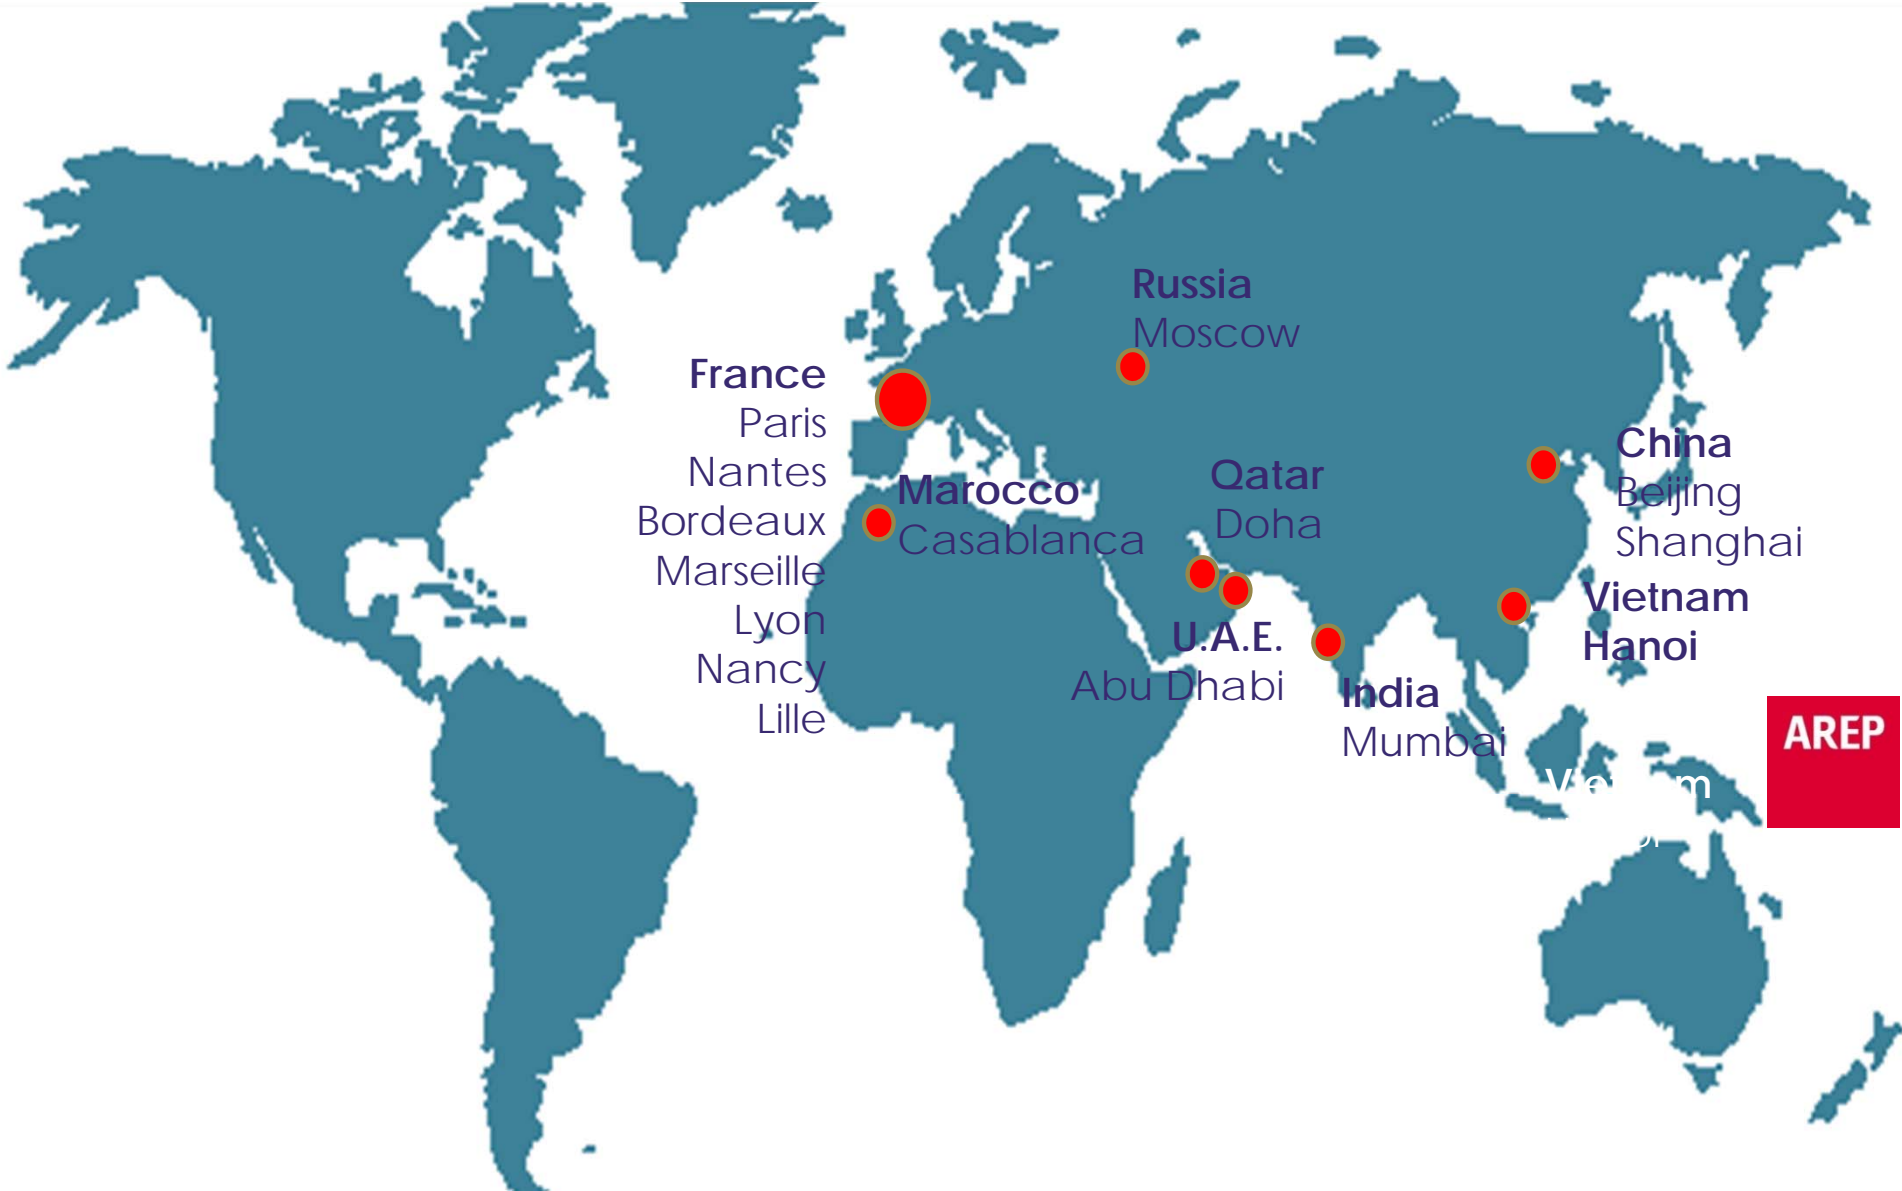 Russia
Moscow
France
Paris
Nantes
Bordeaux
Marseille
Lyon
Nancy
Lille
Marocco
Casablanca
Qatar
Doha
China
Beijing
Shanghai
U.A.E.
Abu Dhabi
Vietnam
Hanoi
India
Mumbai
AREP